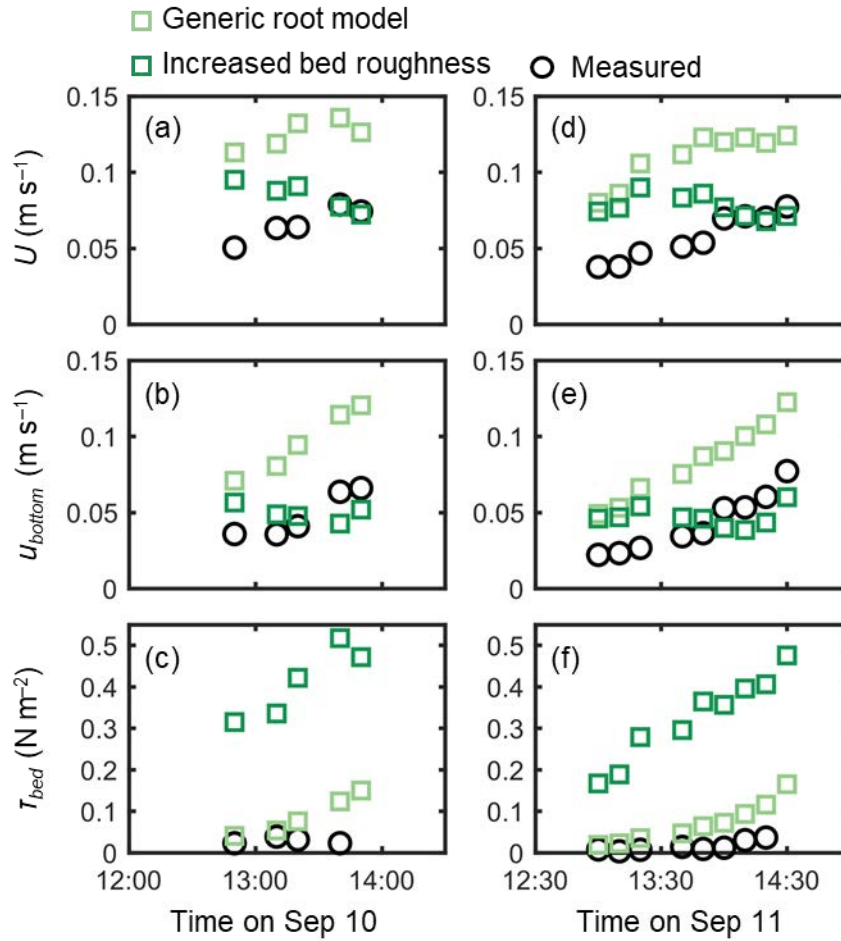 Generic root model
Increased bed roughness
Measured
0.15
0.1
0.05
0
U (m s⁻¹)
(a)
(d)
0.15
0.1
0.05
0
0.15
0.1
0.05
0
u_bottom (m s⁻¹)
(b)
(e)
0.15
0.1
0.05
0
0.5
0.4
0.3
0.2
0.1
0
τ_bed (N m⁻²)
(c)
(f)
0.5
0.4
0.3
0.2
0.1
0
12:00
13:00
14:00
12:30
13:30
14:30
Time on Sep 10
Time on Sep 11